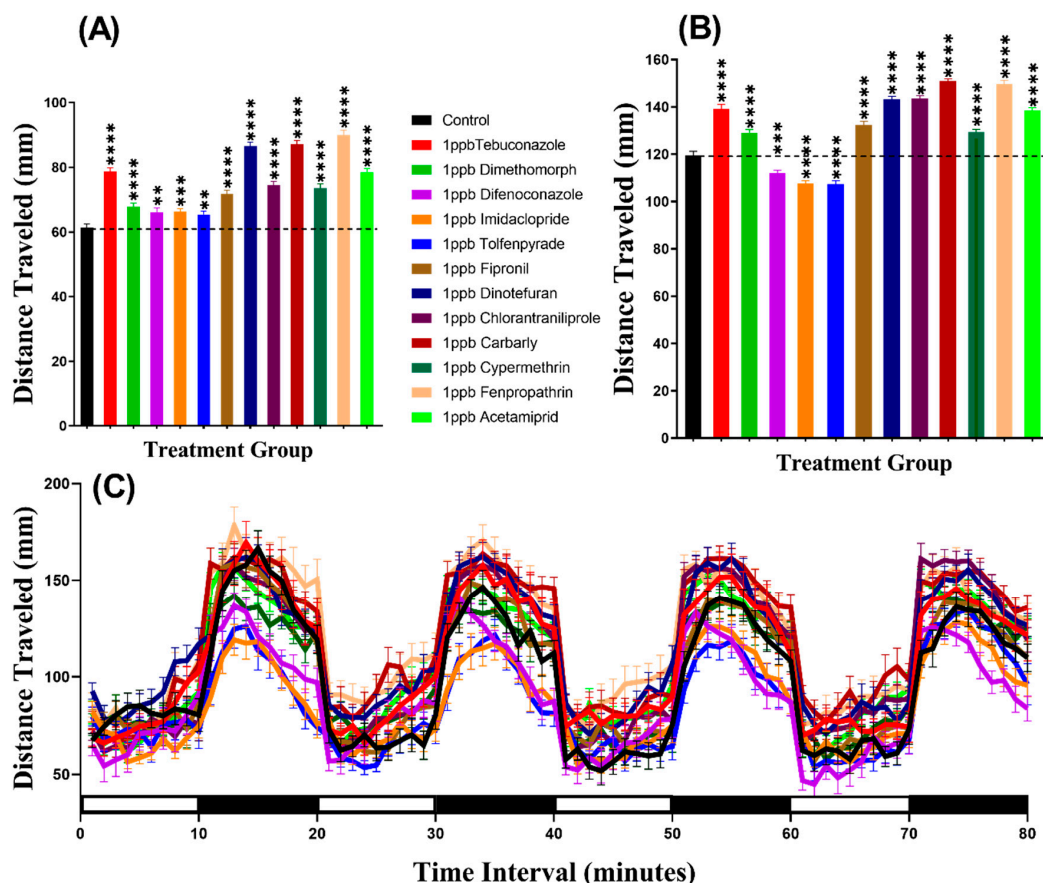 (A)
Distance Traveled (mm)
100
80
60
40
20
0
****
****
**
***
**
****
****
****
****
****
****
****
Treatment Group
Control
1ppbTebuconazole
1ppb Dimethomorph
1ppb Difenoconazole
1ppb Imidaclopride
1ppb Tolfenpyrade
1ppb Fipronil
1ppb Dinotefuran
1ppb Chlorantraniliprole
1ppb Carbarly
1ppb Cypermethrin
1ppb Fenpropathrin
1ppb Acetamiprid
(B)
Distance Traveled (mm)
160
140
120
100
80
60
40
20
0
****
****
***
****
****
****
****
****
****
****
****
****
Treatment Group
(C)
Distance Traveled (mm)
200
150
100
50
0 10 20 30 40 50 60 70 80
Time Interval (minutes)